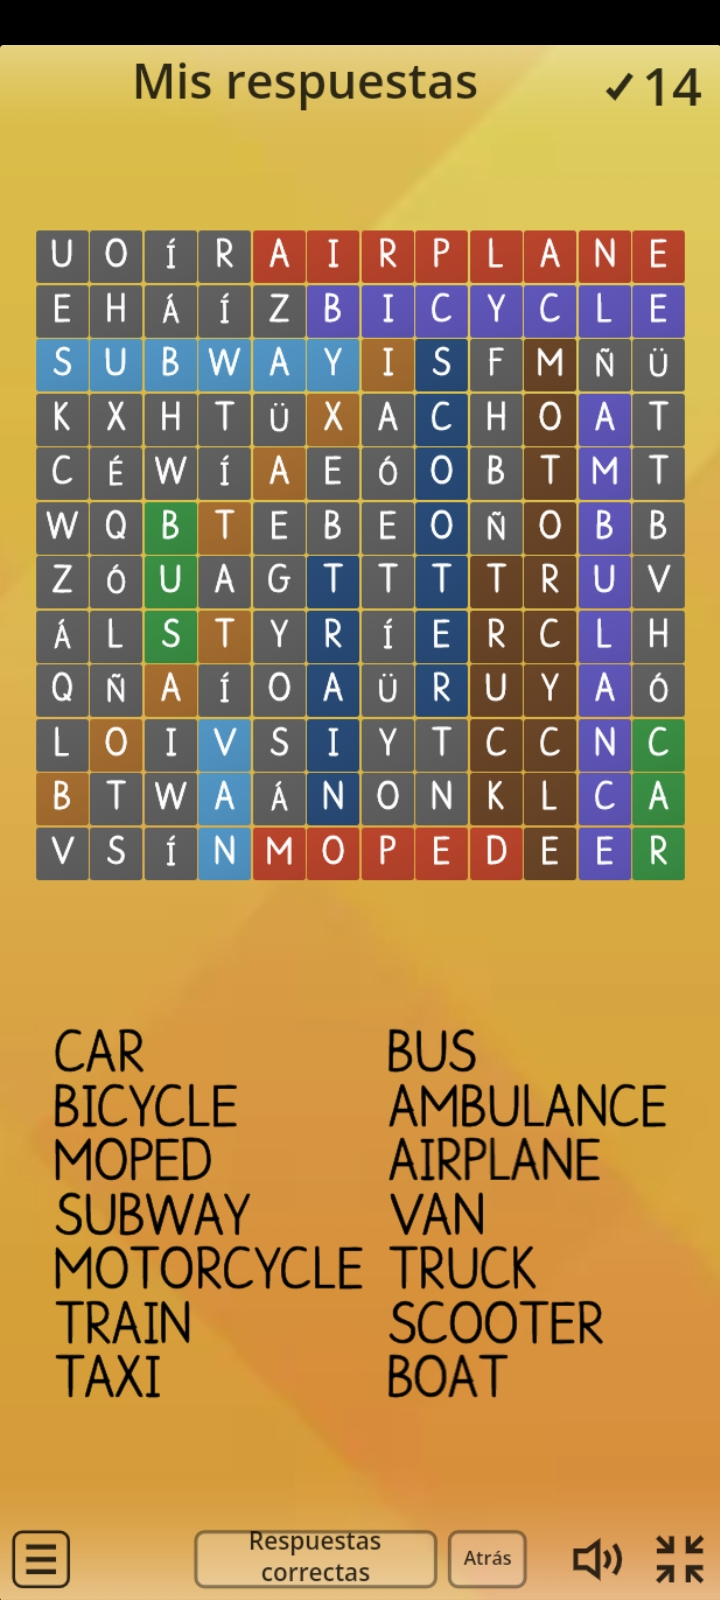 Mis respuestas ✓14
U O Í R A I R P L A N E
E H Á Í Z B I C Y C L E
S U B W A Y I S F M Ñ Ü
K X H T Ü X A C H O A T
C É W Í A E Ó O B T M T
W Q B T E B E O Ñ O B B
Z Ó U A G T T T T R U V
Á L S T Y R Í E R C L H
Q Ñ A Í O A Ü R U Y A Ó
L O I V S I Y T C C N C
B T W A Á N O N K L C A
V S Í N M O P E D E E R
CAR BUS
BICYCLE AMBULANCE
MOPED AIRPLANE
SUBWAY VAN
MOTORCYCLE TRUCK
TRAIN SCOOTER
TAXI BOAT
Respuestas
correctas
Atrás